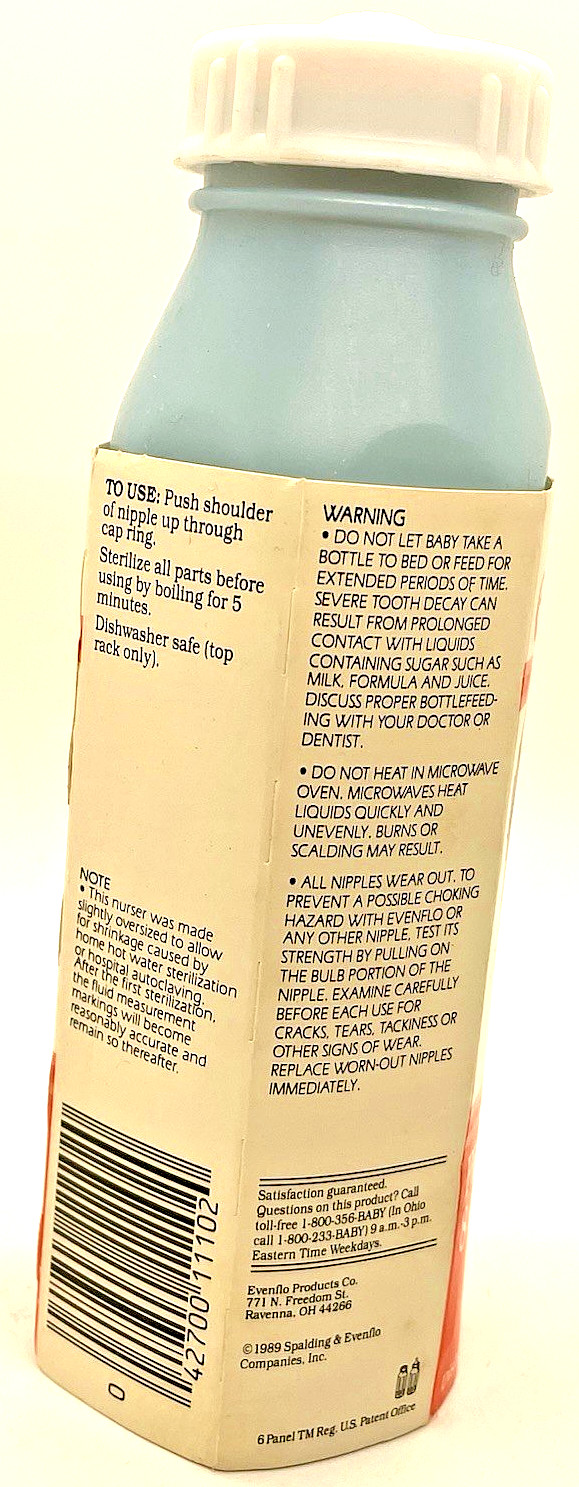 TO USE: Push shoulder
of nipple up through
cap ring.
Sterilize all parts before
using by boiling for 5
minutes.
Dishwasher safe (top
rack only).
NOTE
• This nurser was made
slightly oversized to allow
for shrinkage caused by
home hot water sterilization
or hospital autoclaving.
After the first sterilization,
the fluid measurement
markings will become
reasonably accurate and
remain so thereafter.
0
42700 11102
WARNING
• DO NOT LET BABY TAKE A
BOTTLE TO BED OR FEED FOR
EXTENDED PERIODS OF TIME.
SEVERE TOOTH DECAY CAN
RESULT FROM PROLONGED
CONTACT WITH LIQUIDS
CONTAINING SUGAR SUCH AS
MILK, FORMULA AND JUICE.
DISCUSS PROPER BOTTLEFEED-
ING WITH YOUR DOCTOR OR
DENTIST.
• DO NOT HEAT IN MICROWAVE
OVEN. MICROWAVES HEAT
LIQUIDS QUICKLY AND
UNEVENLY. BURNS OR
SCALDING MAY RESULT.
• ALL NIPPLES WEAR OUT. TO
PREVENT A POSSIBLE CHOKING
HAZARD WITH EVENFLO OR
ANY OTHER NIPPLE, TEST ITS
STRENGTH BY PULLING ON
THE BULB PORTION OF THE
NIPPLE. EXAMINE CAREFULLY
BEFORE EACH USE FOR
CRACKS, TEARS, TACKINESS OR
OTHER SIGNS OF WEAR.
REPLACE WORN-OUT NIPPLES
IMMEDIATELY.
Satisfaction guaranteed.
Questions on this product? Call
toll-free 1-800-356-BABY (In Ohio
call 1-800-233-BABY) 9 a.m.-3 p.m.
Eastern Time Weekdays.
Evenflo Products Co.
771 N. Freedom St.
Ravenna, OH 44266
©1989 Spalding & Evenflo
Companies, Inc.
6 Panel TM Reg. U.S. Patent Office